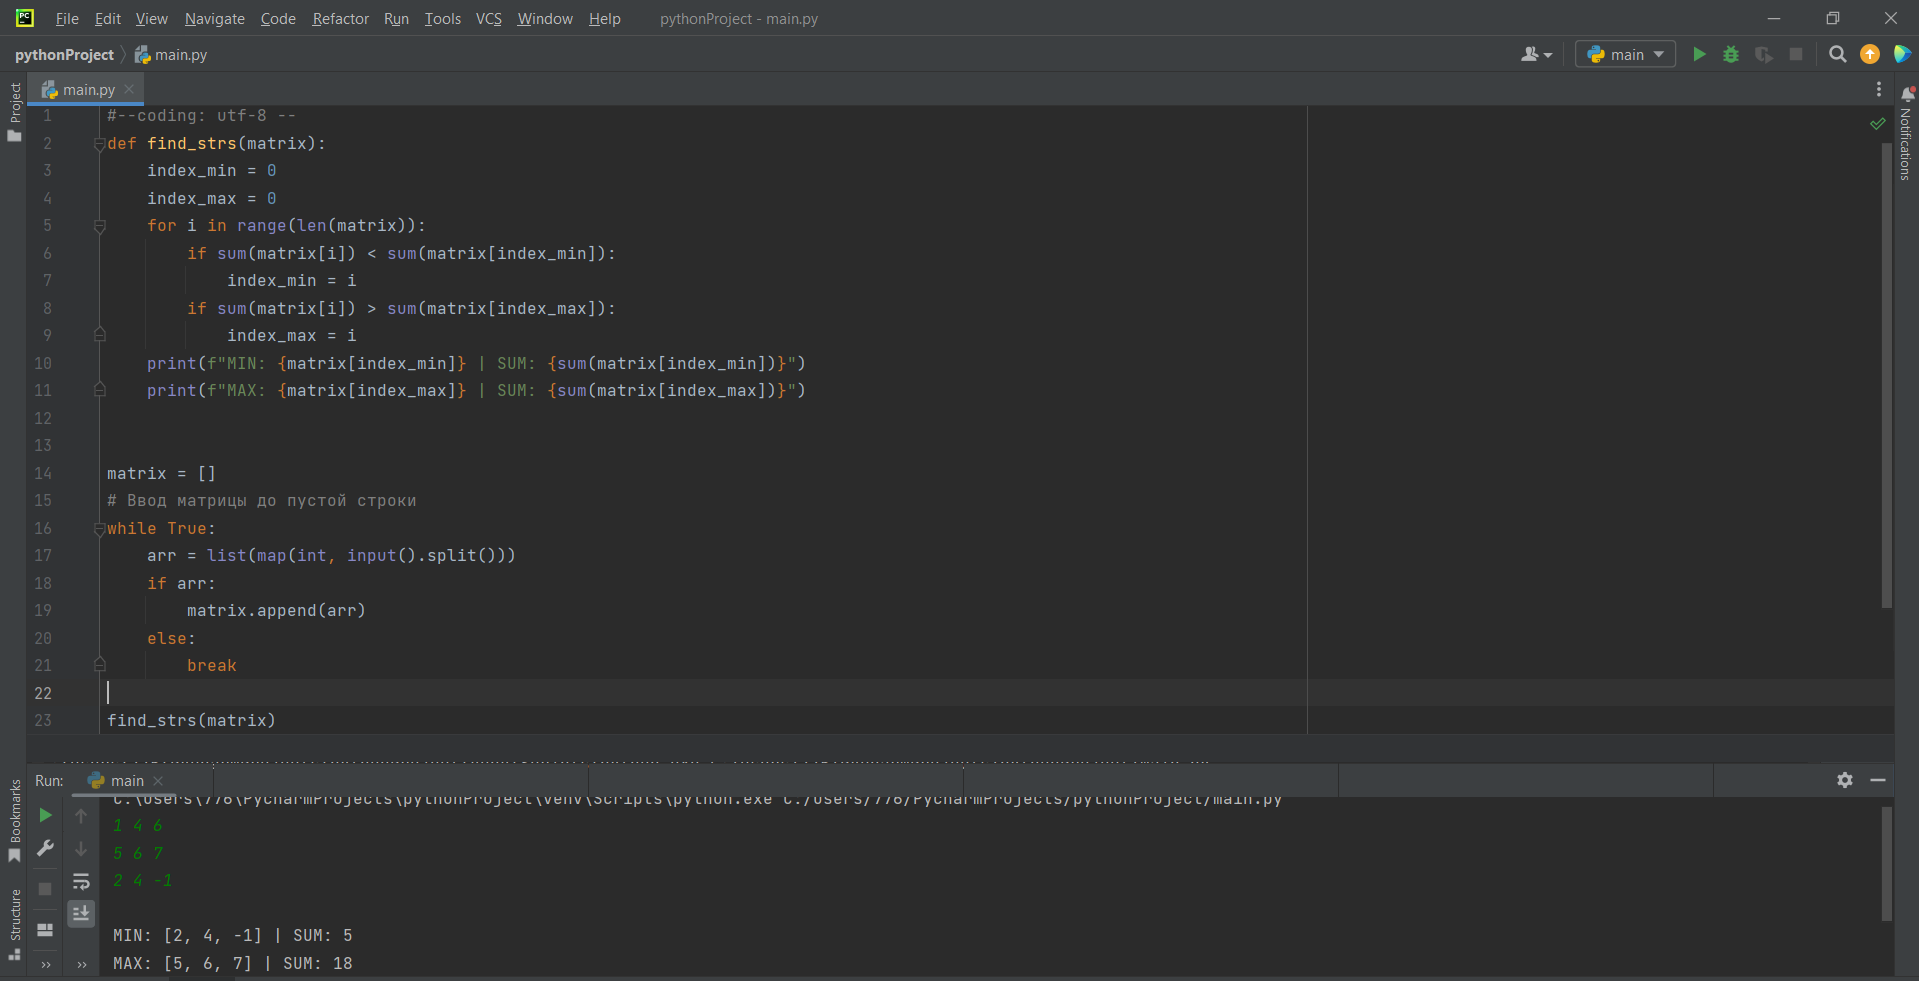 File Edit View Navigate Code Refactor Run Tools VCS Window Help pythonProject - main.py
pythonProject main.py
main
main.py
Project
Notifications
1 #--coding: utf-8 --
2 def find_strs(matrix):
3 index_min = 0
4 index_max = 0
5 for i in range(len(matrix)):
6 if sum(matrix[i]) < sum(matrix[index_min]):
7 index_min = i
8 if sum(matrix[i]) > sum(matrix[index_max]):
9 index_max = i
10 print(f"MIN: {matrix[index_min]} | SUM: {sum(matrix[index_min])}")
11 print(f"MAX: {matrix[index_max]} | SUM: {sum(matrix[index_max])}")
12
13
14 matrix = []
15 # Ввод матрицы до пустой строки
16 while True:
17 arr = list(map(int, input().split()))
18 if arr:
19 matrix.append(arr)
20 else:
21 break
22
23 find_strs(matrix)
Run: main
Bookmarks
Structure
C:\Users\776\PycharmProjects\pythonProject\venv\Scripts\python.exe C:/Users/776/PycharmProjects/pythonProject/main.py
1 4 6
5 6 7
2 4 -1
MIN: [2, 4, -1] | SUM: 5
MAX: [5, 6, 7] | SUM: 18